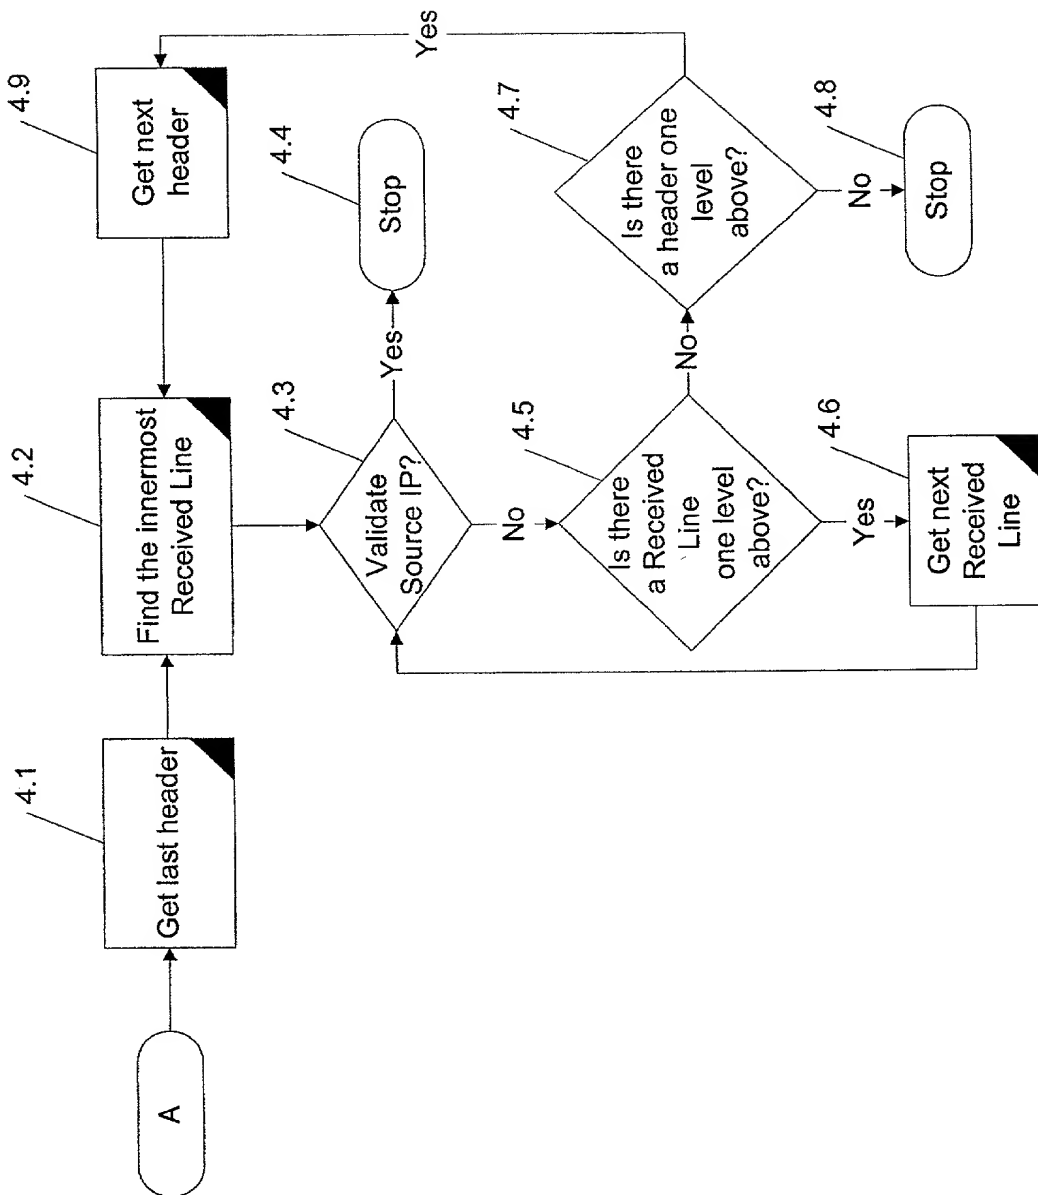 A
4.1
Get last header
4.2
Find the innermost
Received Line
4.9
Get next
header
4.3
Validate
Source IP?
Yes
4.4
Stop
No
4.5
Is there
a Received
Line
one level
above?
Yes
4.6
Get next
Received
Line
No
4.7
Is there
a header one
level
above?
Yes
No
4.8
Stop